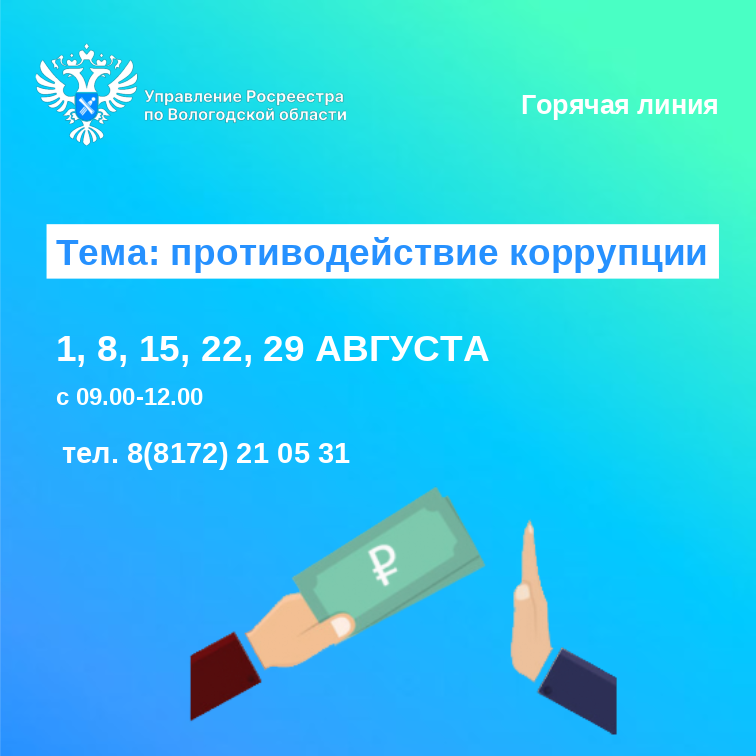 Управление Росреестра
по Вологодской области
Горячая линия
Тема: противодействие коррупции
1, 8, 15, 22, 29 АВГУСТА
с 09.00-12.00
тел. 8(8172) 21 05 31
₽